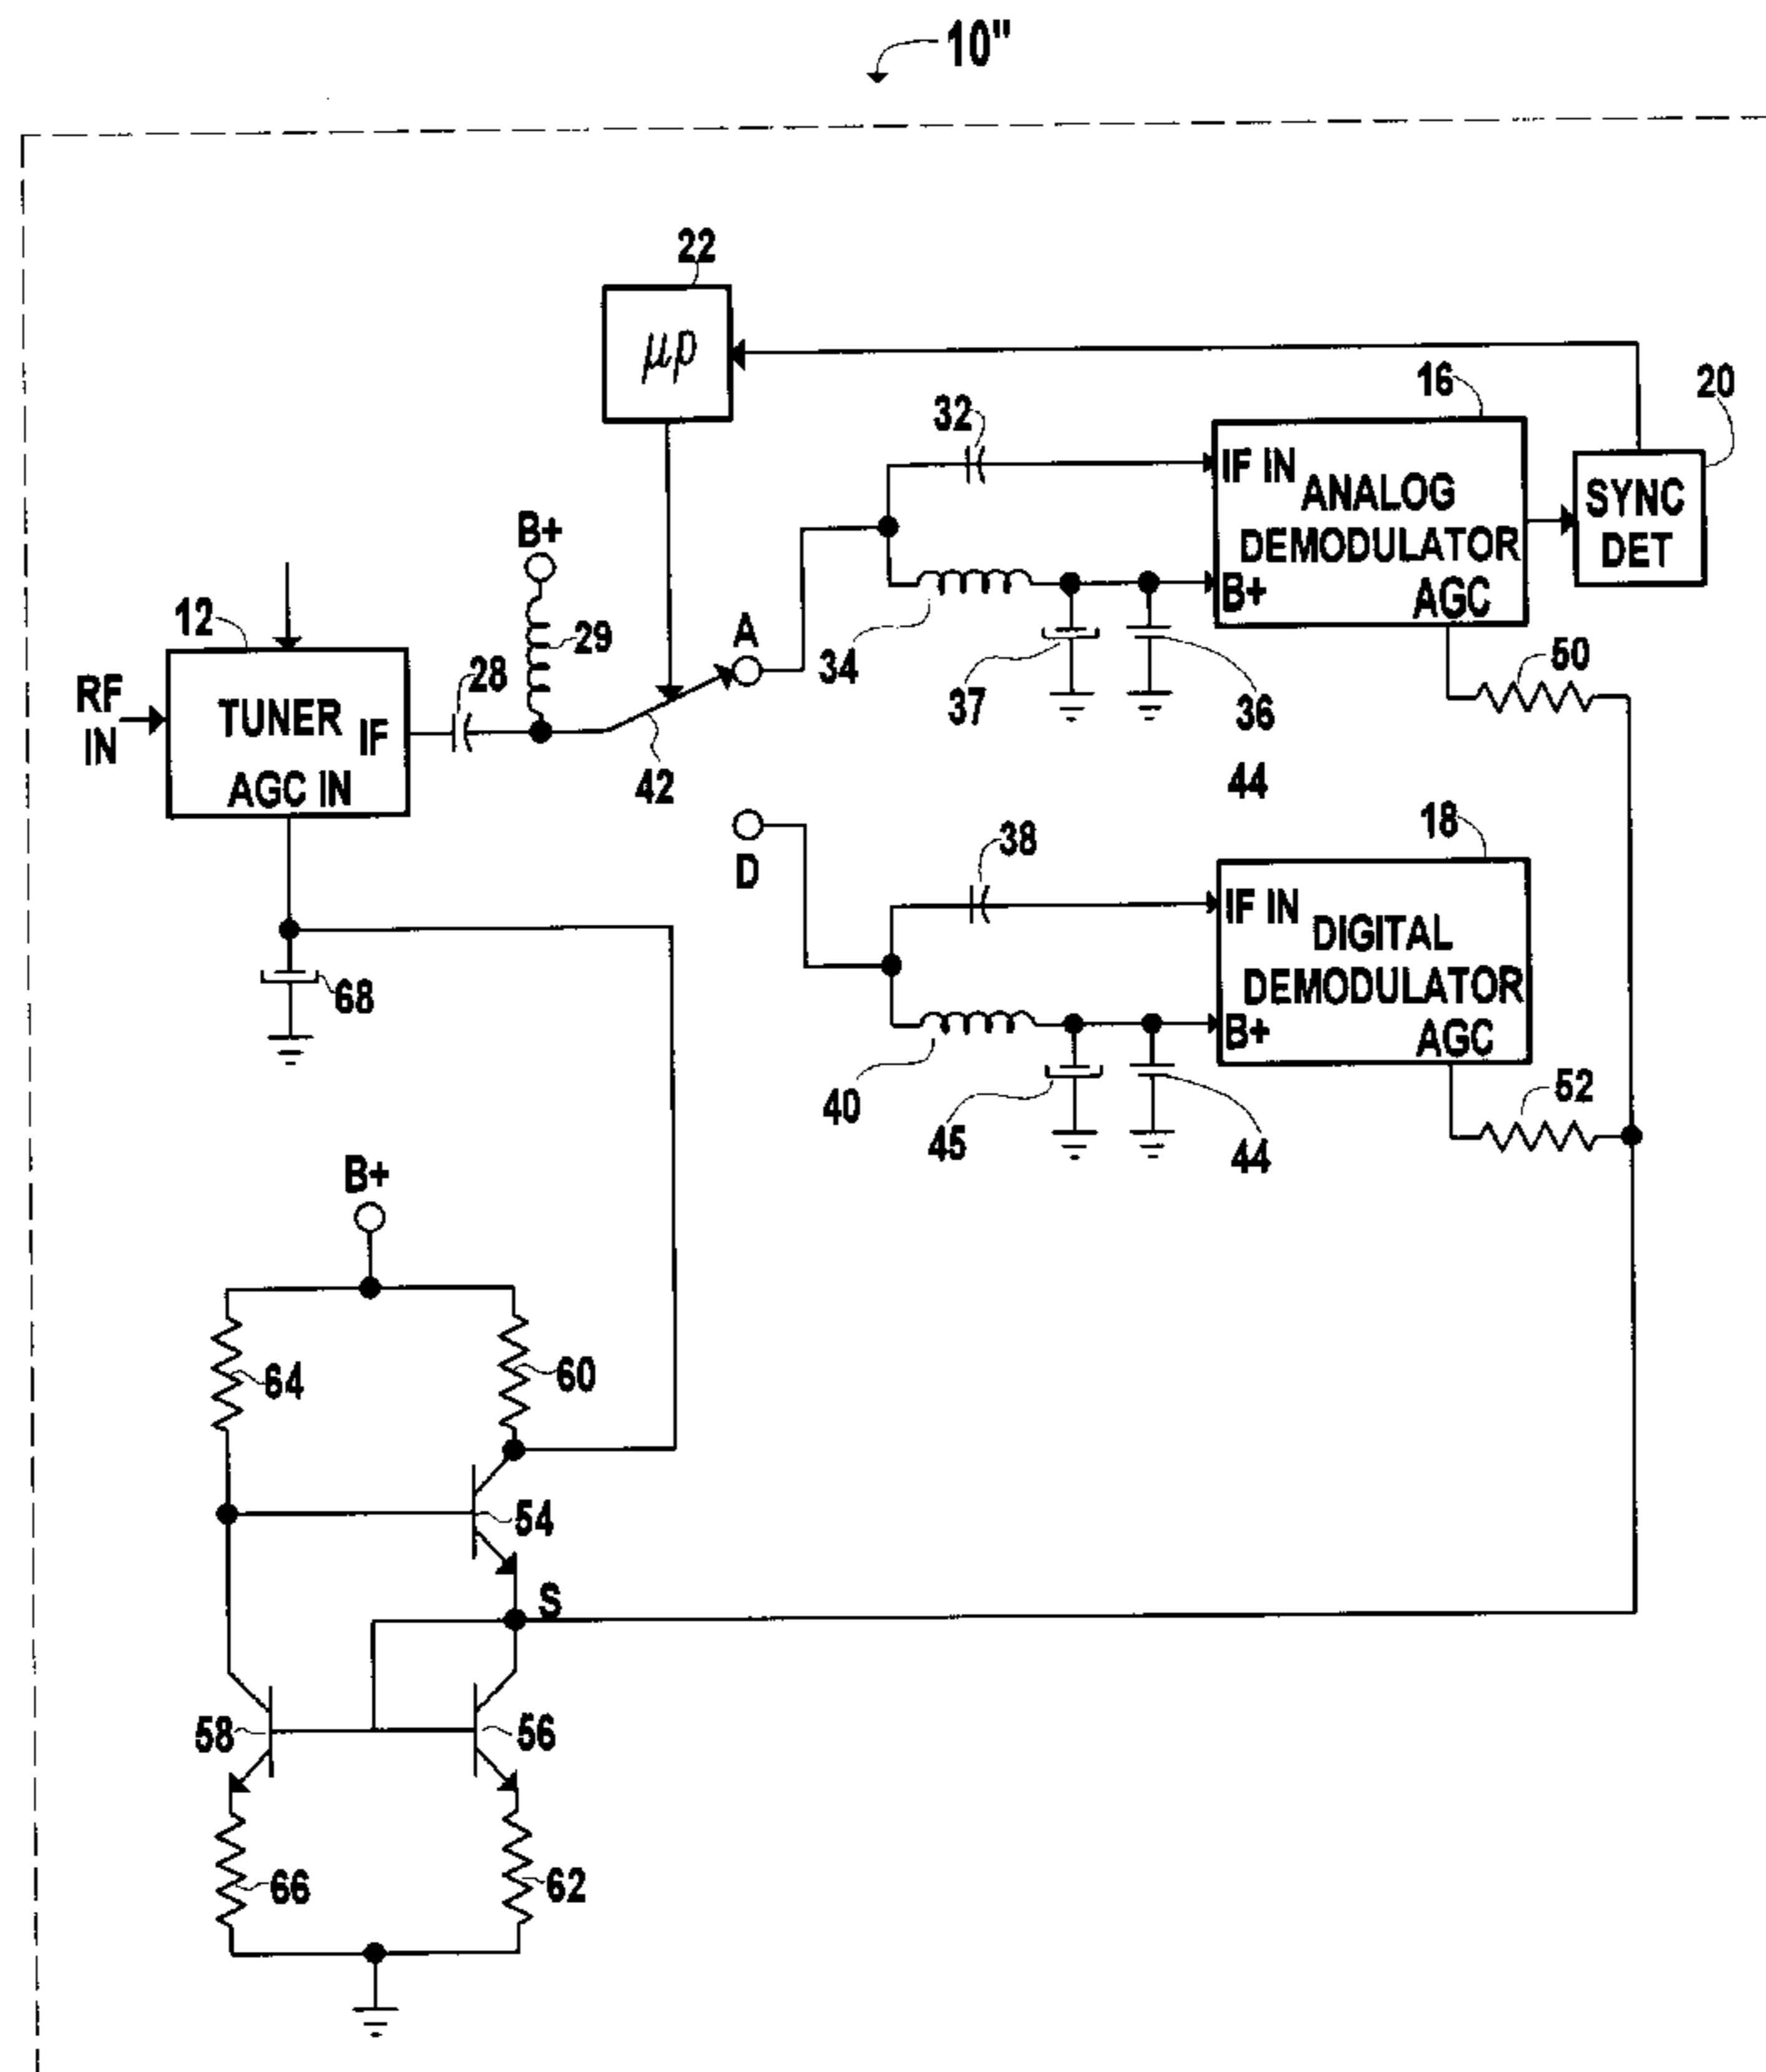 10"
22
μp
16
20
32
IF IN
ANALOG
DEMODULATOR
AGC
B+
SYNC
DET
B+
29
A
12
RF
IN
TUNER
IF
AGC IN
28
34
37
36
50
42
44
18
D
38
IF IN
DIGITAL
DEMODULATOR
AGC
B+
68
40
45
44
52
B+
64
60
54
S
58
56
66
62